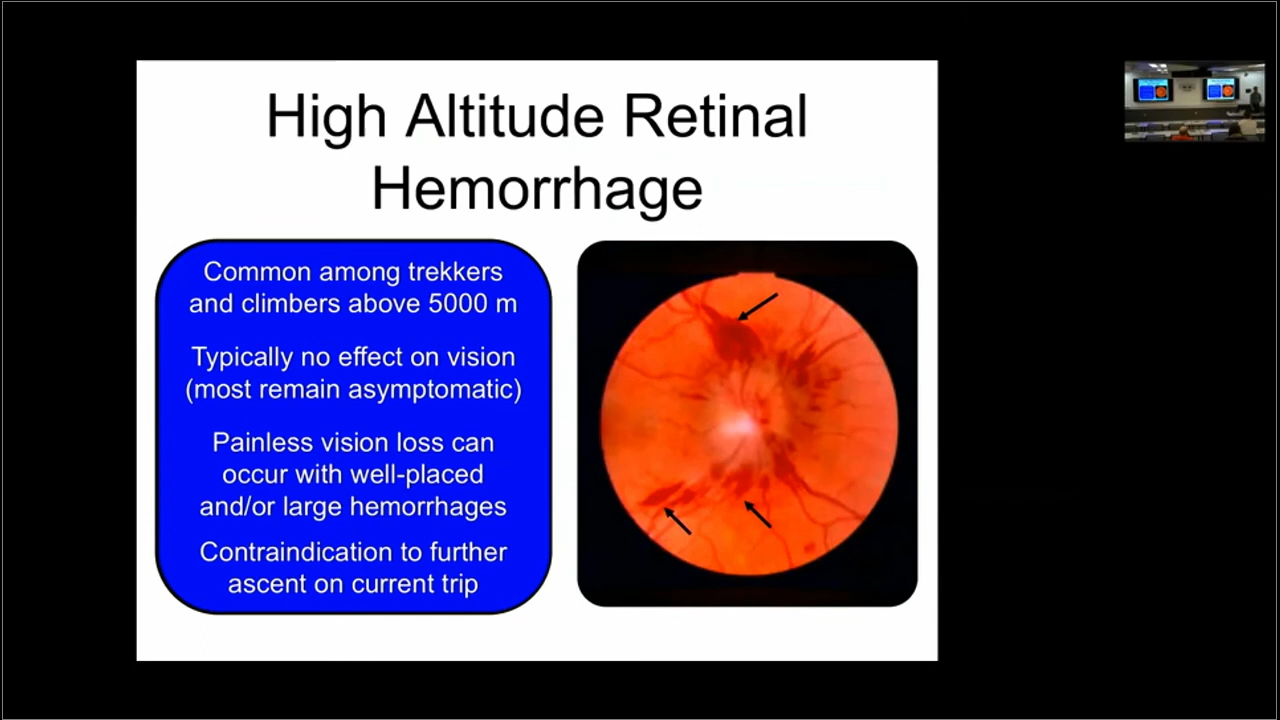 High Altitude Retinal
Hemorrhage
Common among trekkers
and climbers above 5000 m
Typically no effect on vision
(most remain asymptomatic)
Painless vision loss can
occur with well-placed
and/or large hemorrhages
Contraindication to further
ascent on current trip